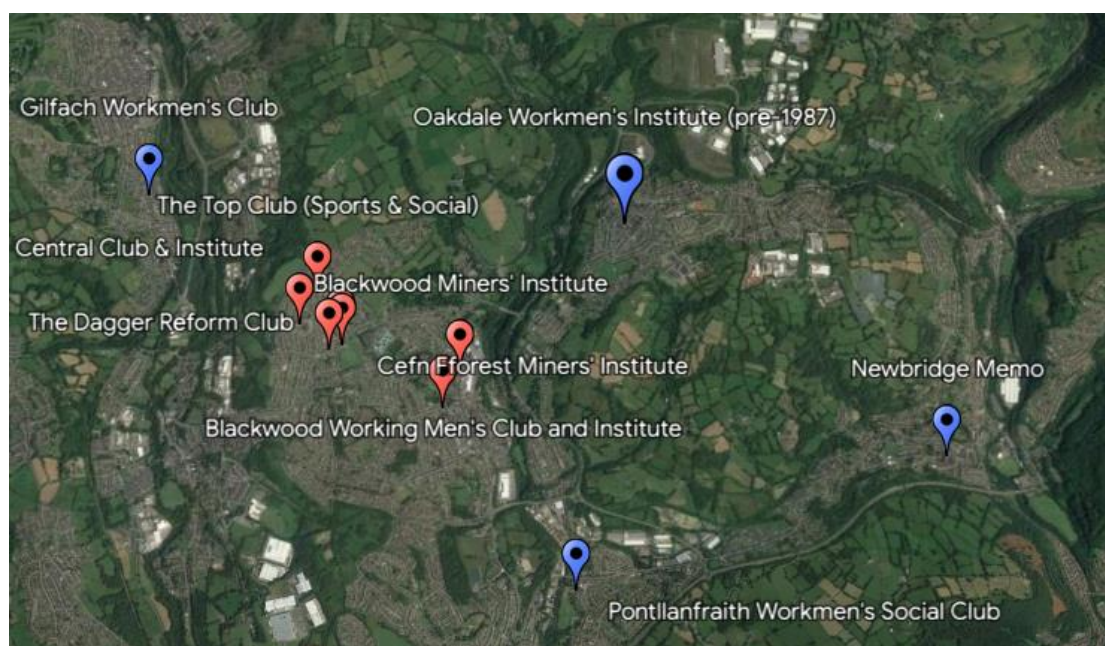 Gilfach Workmen's Club
Oakdale Workmen's Institute (pre-1987)
The Top Club (Sports & Social)
Central Club & Institute
Blackwood Miners' Institute
The Dagger Reform Club
Cefn Fforest Miners' Institute
Newbridge Memo
Blackwood Working Men's Club and Institute
Pontllanfraith Workmen's Social Club